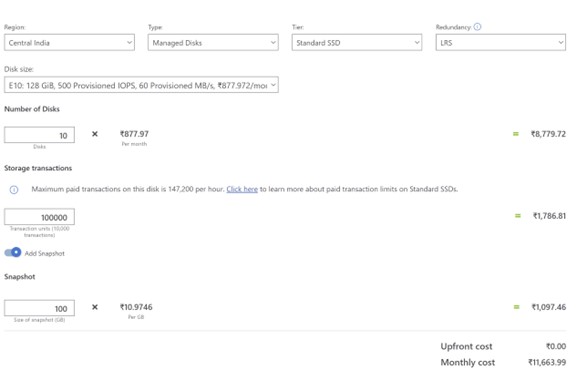 Region: Type: Tier: Redundancy:
Central India Managed Disks Standard SSD LRS
Disk size:
E10: 128 GiB, 500 Provisioned IOPS, 60 Provisioned MB/s, ₹877.972/mo
Number of Disks
10 × ₹877.97 = ₹8,779.72
Disks Per month
Storage transactions
Maximum paid transactions on this disk is 147,200 per hour. Click here to learn more about paid transaction limits on Standard SSDs.
100000 = ₹1,786.81
Transaction units (10,000
transactions)
Add Snapshot
Snapshot
100 × ₹10.9746 = ₹1,097.46
Size of snapshot (GB) Per GB
Upfront cost ₹0.00
Monthly cost ₹11,663.99